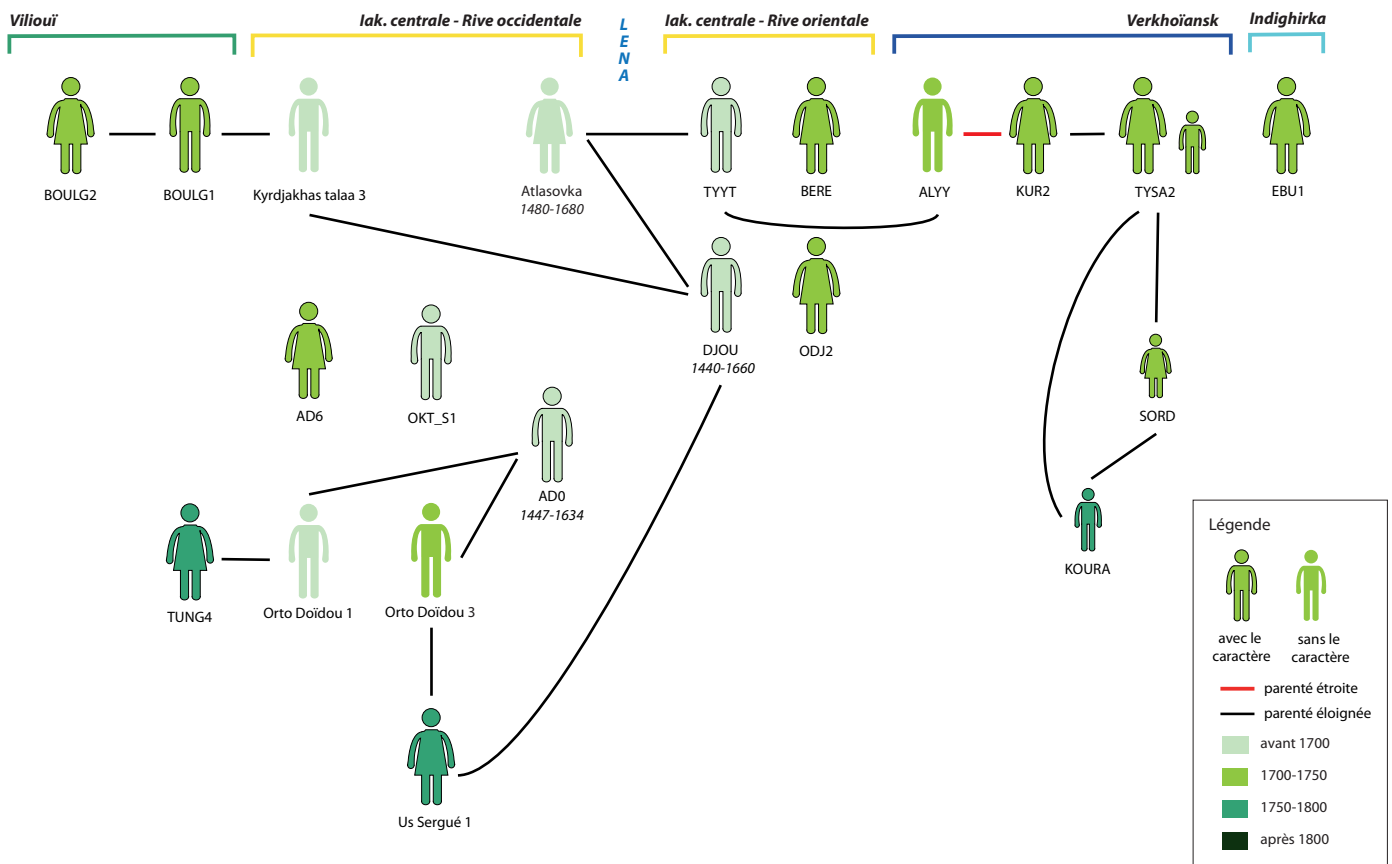 Viliouï
Iak. centrale - Rive occidentale
L
E
N
A
Iak. centrale - Rive orientale
Verkhoïansk
Indighirka
BOULG2
BOULG1
Kyrdjakhas talaa 3
Atlasovka
1480-1680
TYYT
BERE
ALYY
KUR2
TYSA2
EBU1
AD6
OKT_S1
DJOU
1440-1660
ODJ2
SORD
AD0
1447-1634
TUNG4
Orto Doïdou 1
Orto Doïdou 3
KOURA
Us Sergué 1
Légende
avec le
caractère
sans le
caractère
parenté étroite
parenté éloignée
avant 1700
1700-1750
1750-1800
après 1800